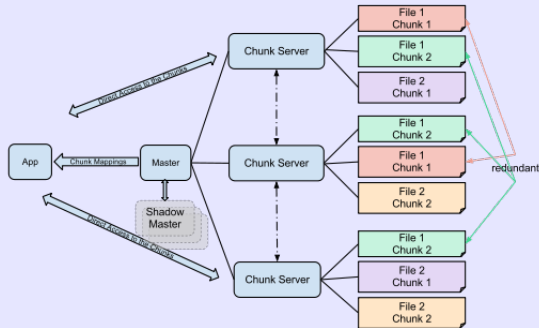 File 1
Chunk 1
Chunk Server
File 1
Chunk 2
File 2
Chunk 1
Direct Access to the Chunks
File 1
Chunk 2
App
Chunk Mappings
Master
Chunk Server
File 1
Chunk 1
redundant
File 2
Chunk 2
Shadow
Master
Direct Access to the Chunks
File 1
Chunk 2
Chunk Server
File 2
Chunk 1
File 2
Chunk 2